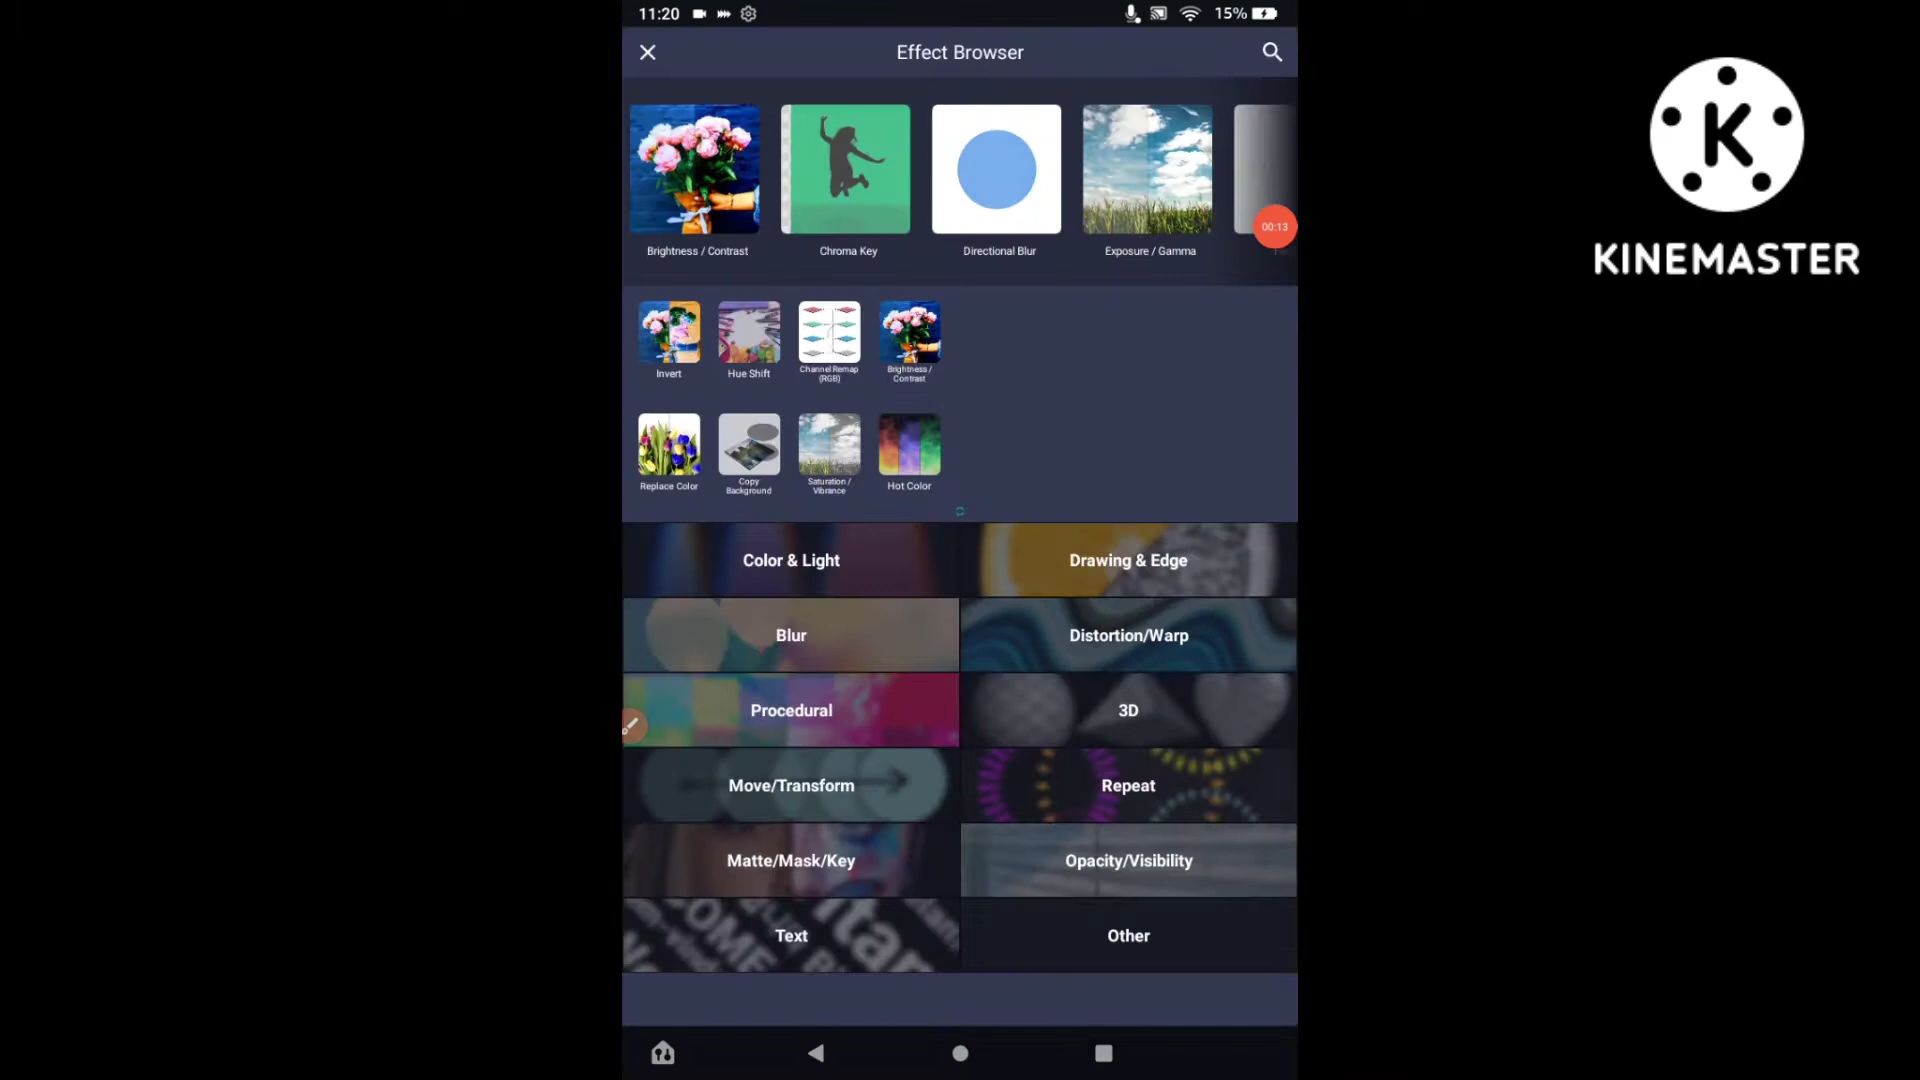 11:20
15%
Effect Browser
Brightness / Contrast
Chroma Key
Directional Blur
Exposure / Gamma
00:13
K
KINEMASTER
Invert
Hue Shift
Channel Remap
(RGB)
Brightness /
Contrast
Replace Color
Copy
Background
Saturation /
Vibrance
Hot Color
Color & Light
Drawing & Edge
Blur
Distortion/Warp
Procedural
3D
Move/Transform
Repeat
Matte/Mask/Key
Opacity/Visibility
Text
Other